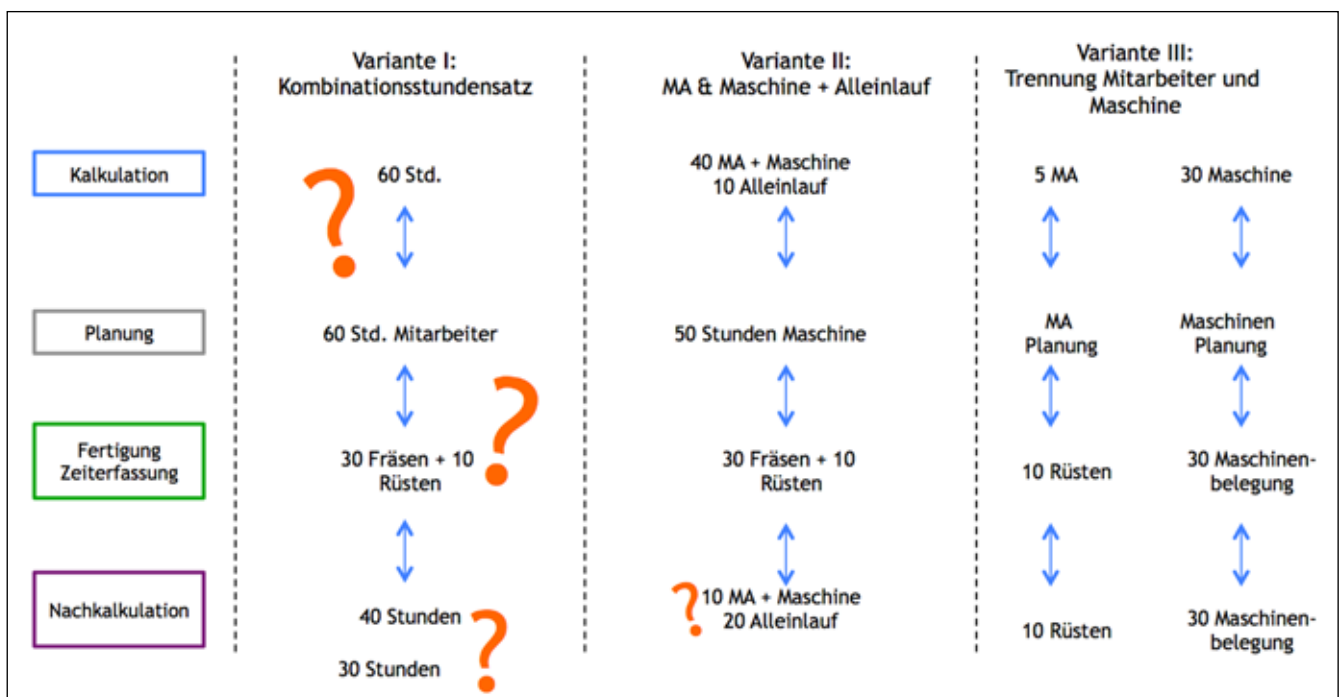 Variante I:
Kombinationsstundensatz
Variante II:
MA & Maschine + Alleinlauf
Variante III:
Trennung Mitarbeiter und
Maschine
Kalkulation
?
60 Std.
40 MA + Maschine
10 Alleinlauf
5 MA
30 Maschine
Planung
60 Std. Mitarbeiter
50 Stunden Maschine
MA
Planung
Maschinen
Planung
Fertigung
Zeiterfassung
30 Fräsen + 10
Rüsten
?
30 Fräsen + 10
Rüsten
10 Rüsten
30 Maschinen-
belegung
Nachkalkulation
40 Stunden
30 Stunden
?
?
10 MA + Maschine
20 Alleinlauf
10 Rüsten
30 Maschinen-
belegung